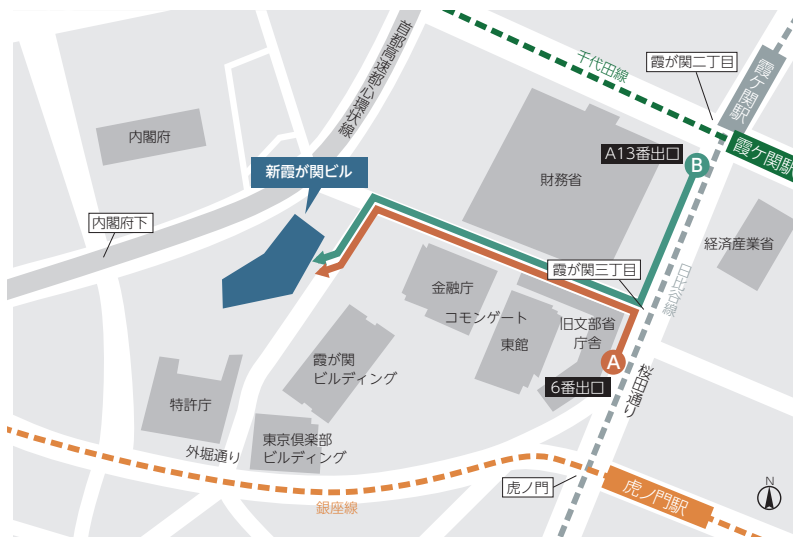 首都高速都心環状線
千代田線
霞が関二丁目
霞ケ関駅
霞ケ関駅
内閣府
A13番出口
B
財務省
新霞が関ビル
内閣府下
経済産業省
霞が関三丁目
日比谷線
金融庁
コモンゲート
東館
旧文部省
庁舎
霞が関
ビルディング
A
6番出口
桜田通り
特許庁
外堀通り
東京倶楽部
ビルディング
虎ノ門
虎ノ門駅
銀座線
N